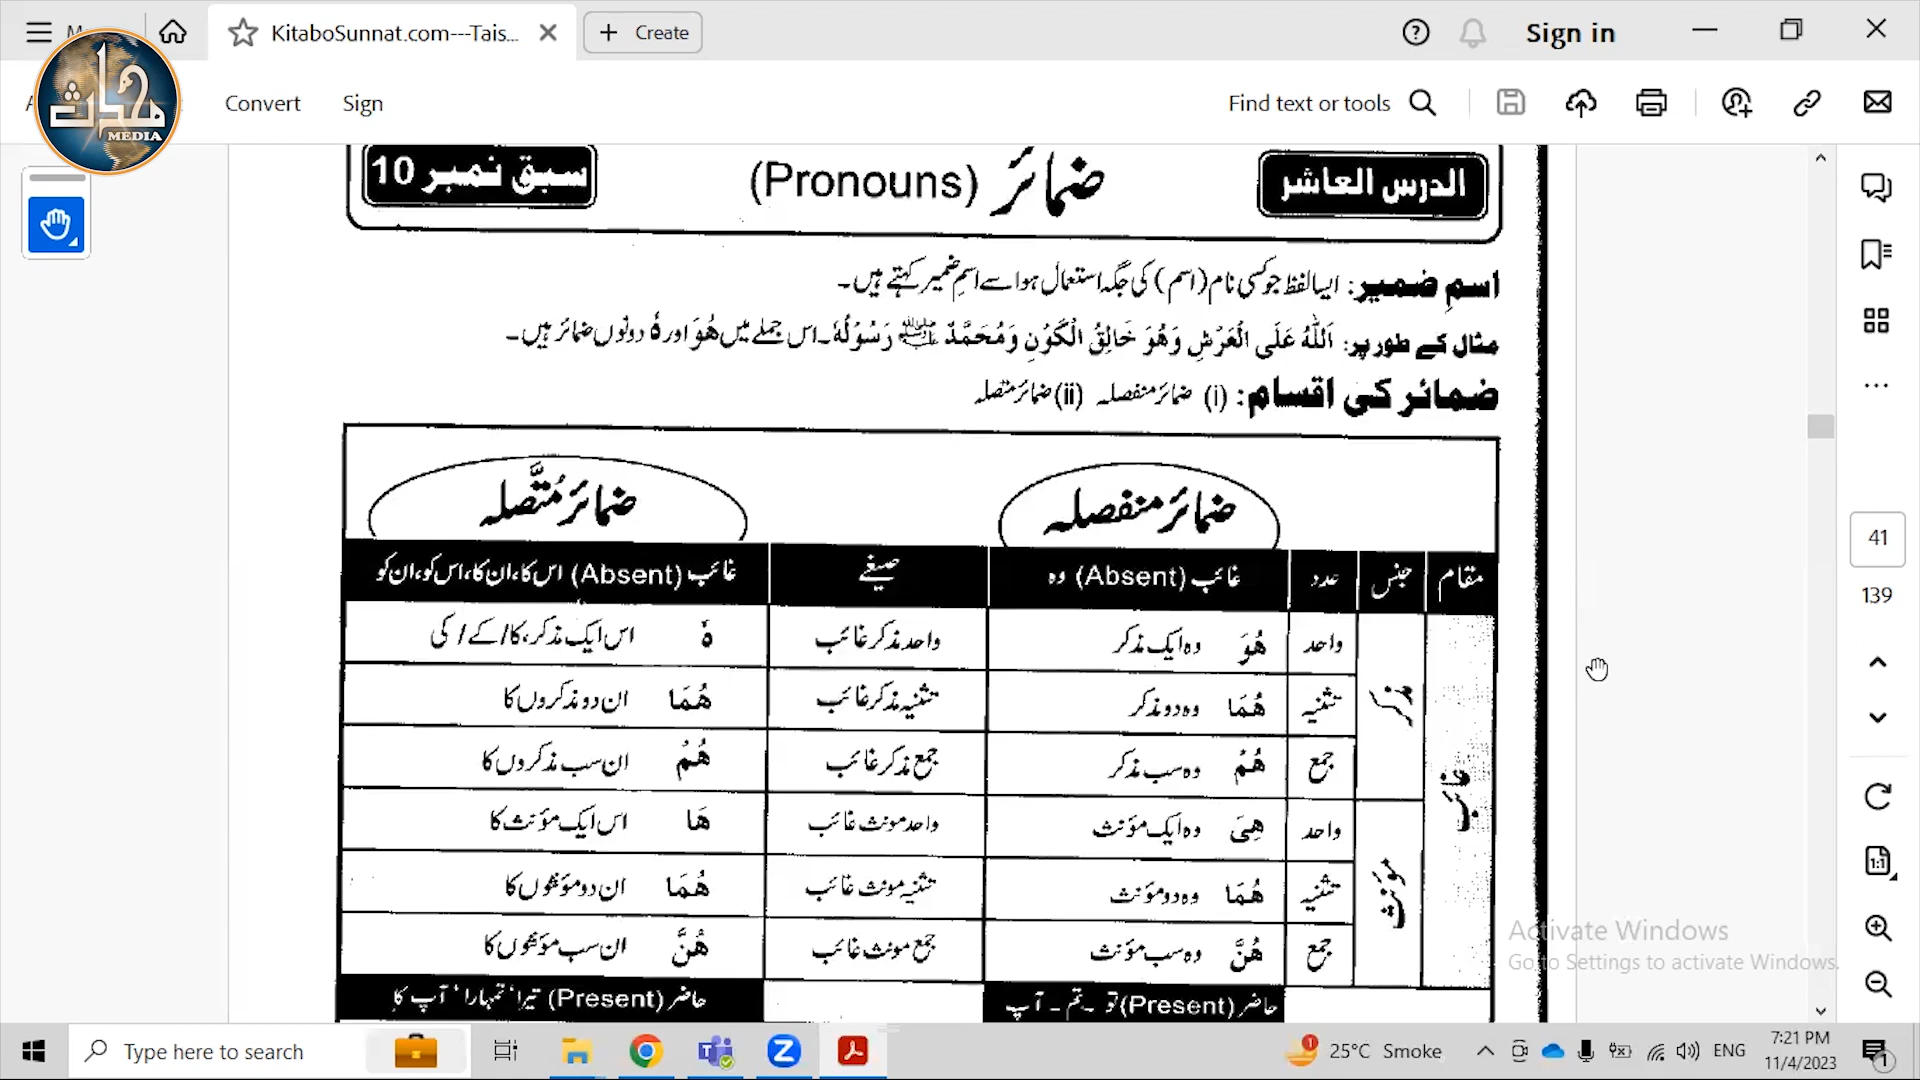 KitaboSunnat.com---Tais...
Create
Sign in
Convert
Sign
Find text or tools
محدث
MEDIA
الدرس العاشر
ضمائر (Pronouns)
سبق نمبر 10
اسمِ ضمیر: ایسا لفظ جو کسی نام (اسم) کی جگہ استعمال ہو اسے اسمِ ضمیر کہتے ہیں۔
مثال کے طور پر: اَللّٰهُ عَلَى الْعَرْشِ وَهُوَ خَالِقُ الْكَوْنِ وَمُحَمَّدٌ ﷺ رَسُوْلُهٗ۔ اس جملے میں هُوَ اور هٗ دونوں ضمائر ہیں۔
ضمائر کی اقسام: (i) ضمائر منفصلہ (ii) ضمائر متصلہ
ضمائر منفصلہ
ضمائر مُتَّصلہ
مقام جنس عدد غائب (Absent) وہ صیغے غائب (Absent) اس کا، ان کا، اس کو، ان کو
غائب
مذکر
واحد هُوَ وہ ایک مذکر واحد مذکر غائب هٗ اس ایک مذکر، کا/کے/کی
تثنیہ هُمَا وہ دو مذکر تثنیہ مذکر غائب هُمَا ان دو مذکروں کا
جمع هُمْ وہ سب مذکر جمع مذکر غائب هُمْ ان سب مذکروں کا
مؤنث
واحد هِىَ وہ ایک مؤنث واحد مونث غائب هَا اس ایک مؤنث کا
تثنیہ هُمَا وہ دو مؤنث تثنیہ مونث غائب هُمَا ان دو مؤنثوں کا
جمع هُنَّ وہ سب مؤنث جمع مونث غائب هُنَّ ان سب مؤنثوں کا
حاضر (Present) تو۔ تم۔ آپ حاضر (Present) تیرا، تمہارا، آپ کا
41
139
Activate Windows
Go to Settings to activate Windows.
Type here to search
25°C Smoke
ENG
7:21 PM
11/4/2023